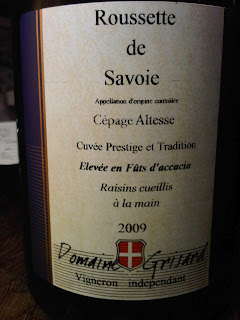 Roussette
de
Savoie
Appellation d'origine contrôlée
Cépage Altesse
Cuvée Prestige et Tradition
Elevée en Fûts d'accacia
Raisins cueillis
à la main
2009
Domaine Grisard
Vigneron indépendant